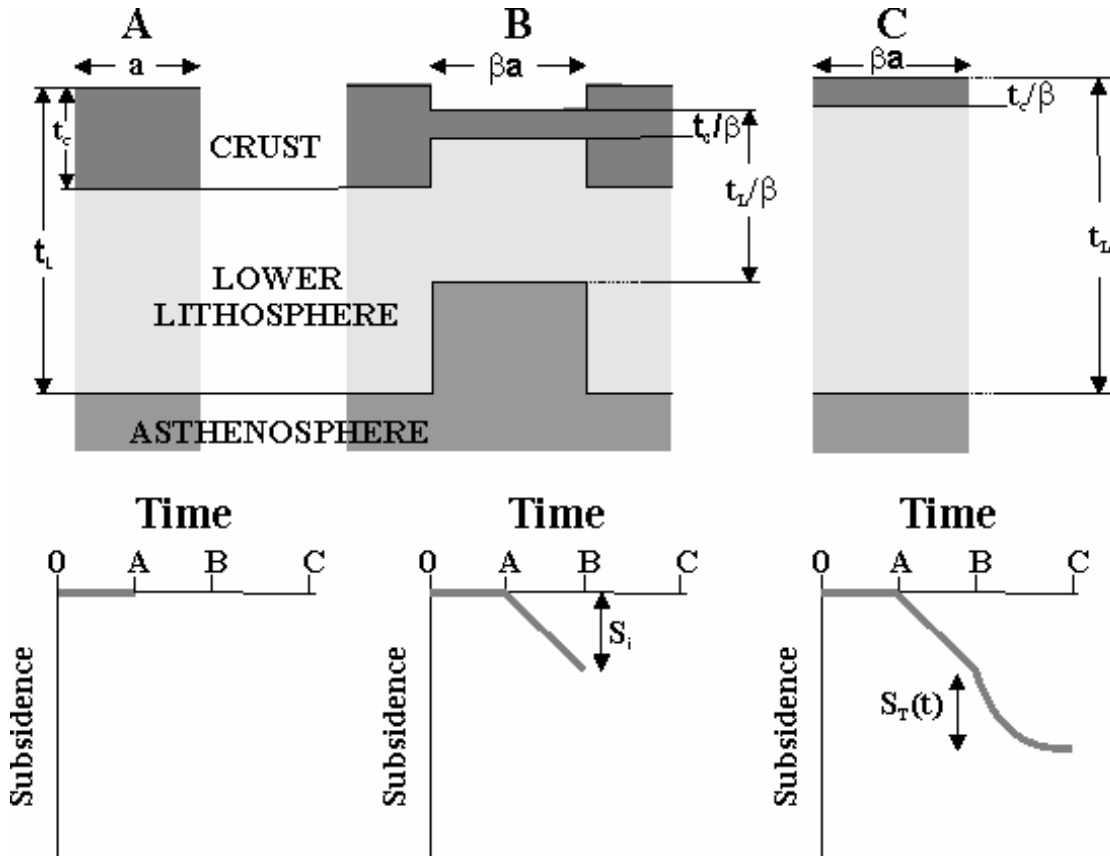 A
a
t_c
t_L
B
βa
t_c/β
t_L/β
C
βa
t_c/β
t_L
CRUST
LOWER
LITHOSPHERE
ASTHENOSPHERE
Time
0 A B C
Subsidence
Time
0 A B C
S_i
Subsidence
Time
0 A B C
S_T(t)
Subsidence